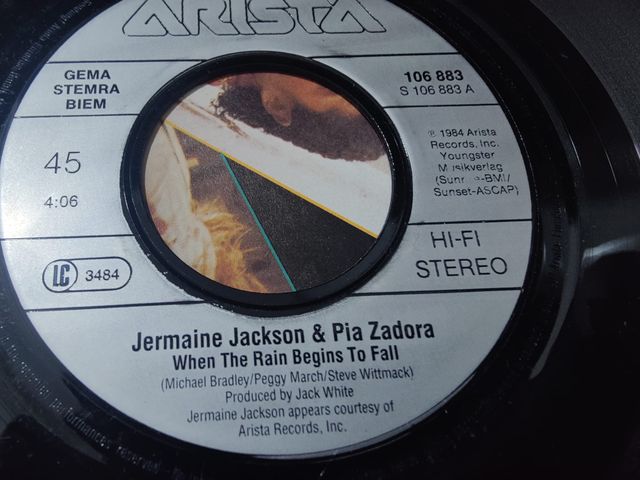 ARISTA
GEMA
STEMRA
BIEM
106 883
S 106 883 A
℗ 1984 Arista
Records, Inc.
Youngster
Musikverlag
-BMI/
Sunset-ASCAP)
45
4:06
LC 3484
HI-FI
STEREO
Jermaine Jackson & Pia Zadora
When The Rain Begins To Fall
(Michael Bradley/Peggy March/Steve Wittmack)
Produced by Jack White
Jermaine Jackson appears courtesy of
Arista Records, Inc.